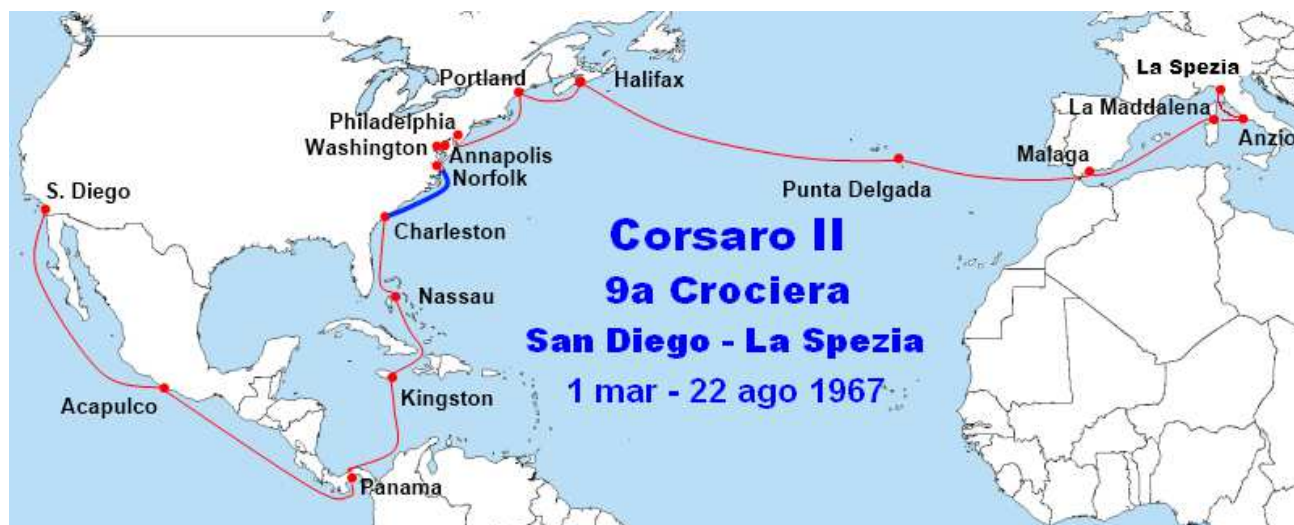 Portland
Halifax
La Spezia
La Maddalena
Philadelphia
Washington
Annapolis
Anzio
Malaga
Norfolk
Punta Delgada
S. Diego
Charleston
Corsaro II
9a Crociera
Nassau
San Diego - La Spezia
1 mar - 22 ago 1967
Acapulco
Kingston
Panama